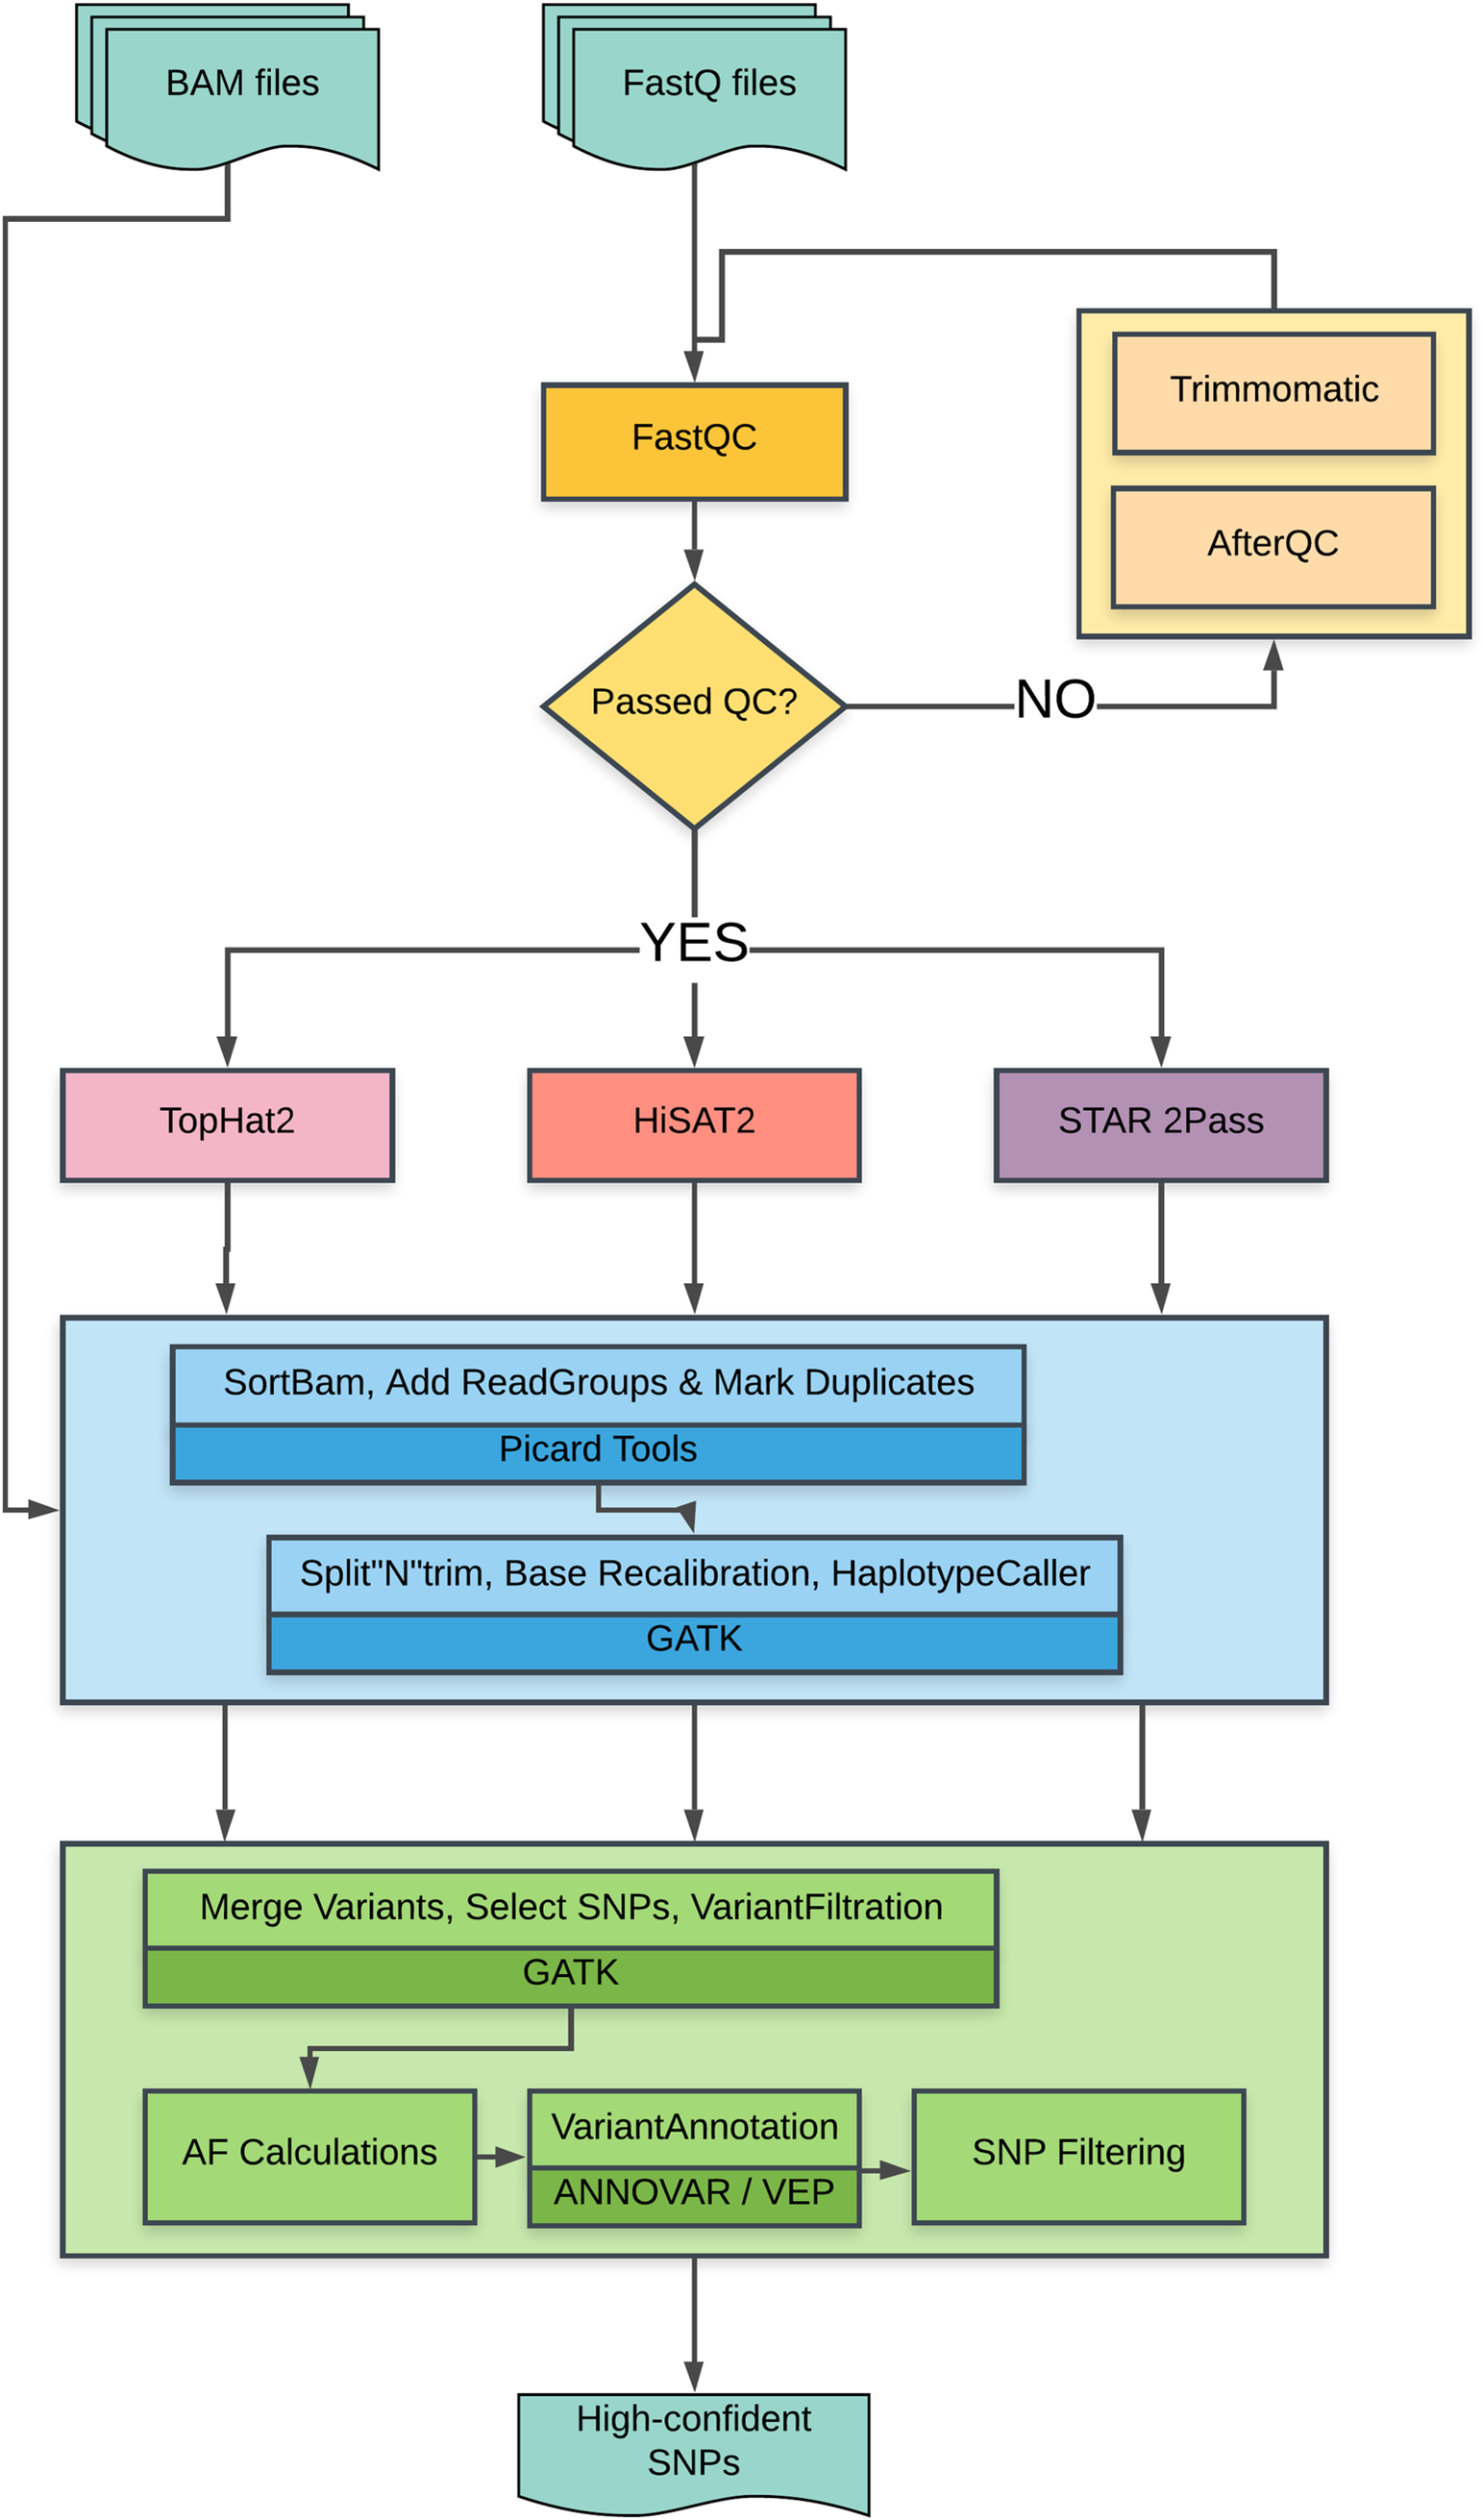 BAM files
FastQ files
Trimmomatic
FastQC
AfterQC
Passed QC?
NO
YES
TopHat2
HiSAT2
STAR 2Pass
SortBam, Add ReadGroups & Mark Duplicates
Picard Tools
Split"N"trim, Base Recalibration, HaplotypeCaller
GATK
Merge Variants, Select SNPs, VariantFiltration
GATK
AF Calculations
VariantAnnotation
ANNOVAR / VEP
SNP Filtering
High-confident
SNPs